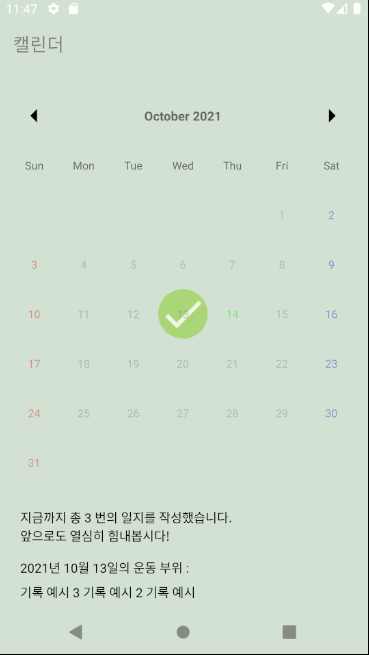 11:47
캘린더
October 2021
Sun Mon Tue Wed Thu Fri Sat
1 2
3 4 5 6 7 8 9
10 11 12 13 14 15 16
17 18 19 20 21 22 23
24 25 26 27 28 29 30
31
지금까지 총 3 번의 일지를 작성했습니다.
앞으로도 열심히 힘내봅시다!
2021년 10월 13일의 운동 부위 :
기록 예시 3 기록 예시 2 기록 예시